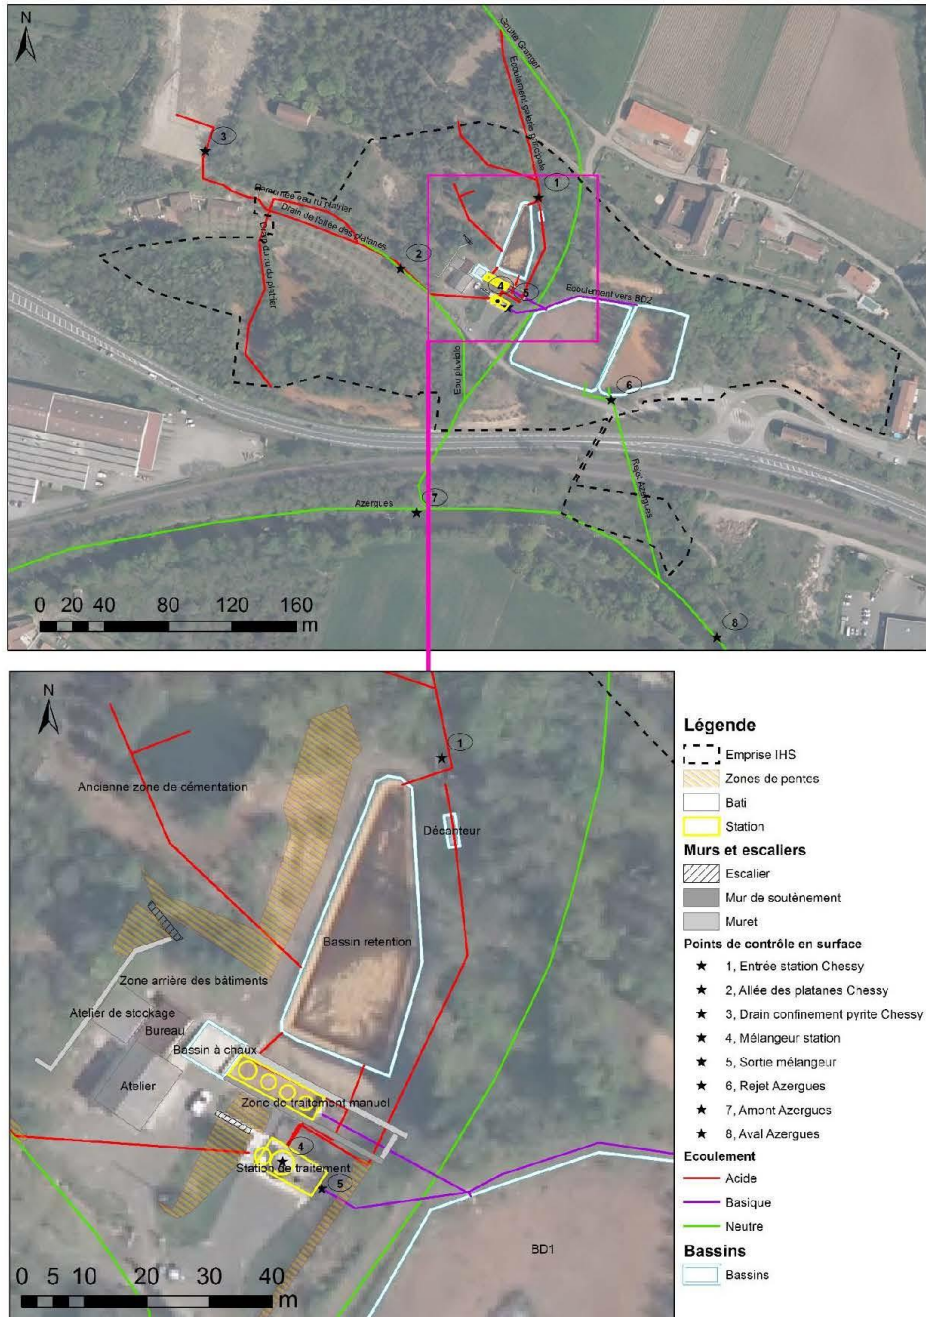 N
Goutte Granger
Ecoulement galerie principale
3
1
Drain de l'allée des platanes
2
4
5
Ecoulement vers BD2
Eau pluviale
6
Rejet Azergues
7
Azergues
8
0 20 40 80 120 160
m
N
1
Ancienne zone de cémentation
Décanteur
Bassin retention
Zone arrière des bâtiments
Atelier de stockage
Bureau
Bassin à chaux
Atelier
Zone de traitement manuel
4
Station de traitement
5
BD1
0 5 10 20 30 40
m
Légende
Emprise IHS
Zones de pentes
Bati
Station
Murs et escaliers
Escalier
Mur de soutènement
Muret
Points de contrôle en surface
1, Entrée station Chessy
2, Allée des platanes Chessy
3, Drain confinement pyrite Chessy
4, Mélangeur station
5, Sortie mélangeur
6, Rejet Azergues
7, Amont Azergues
8, Aval Azergues
Ecoulement
Acide
Basique
Neutre
Bassins
Bassins